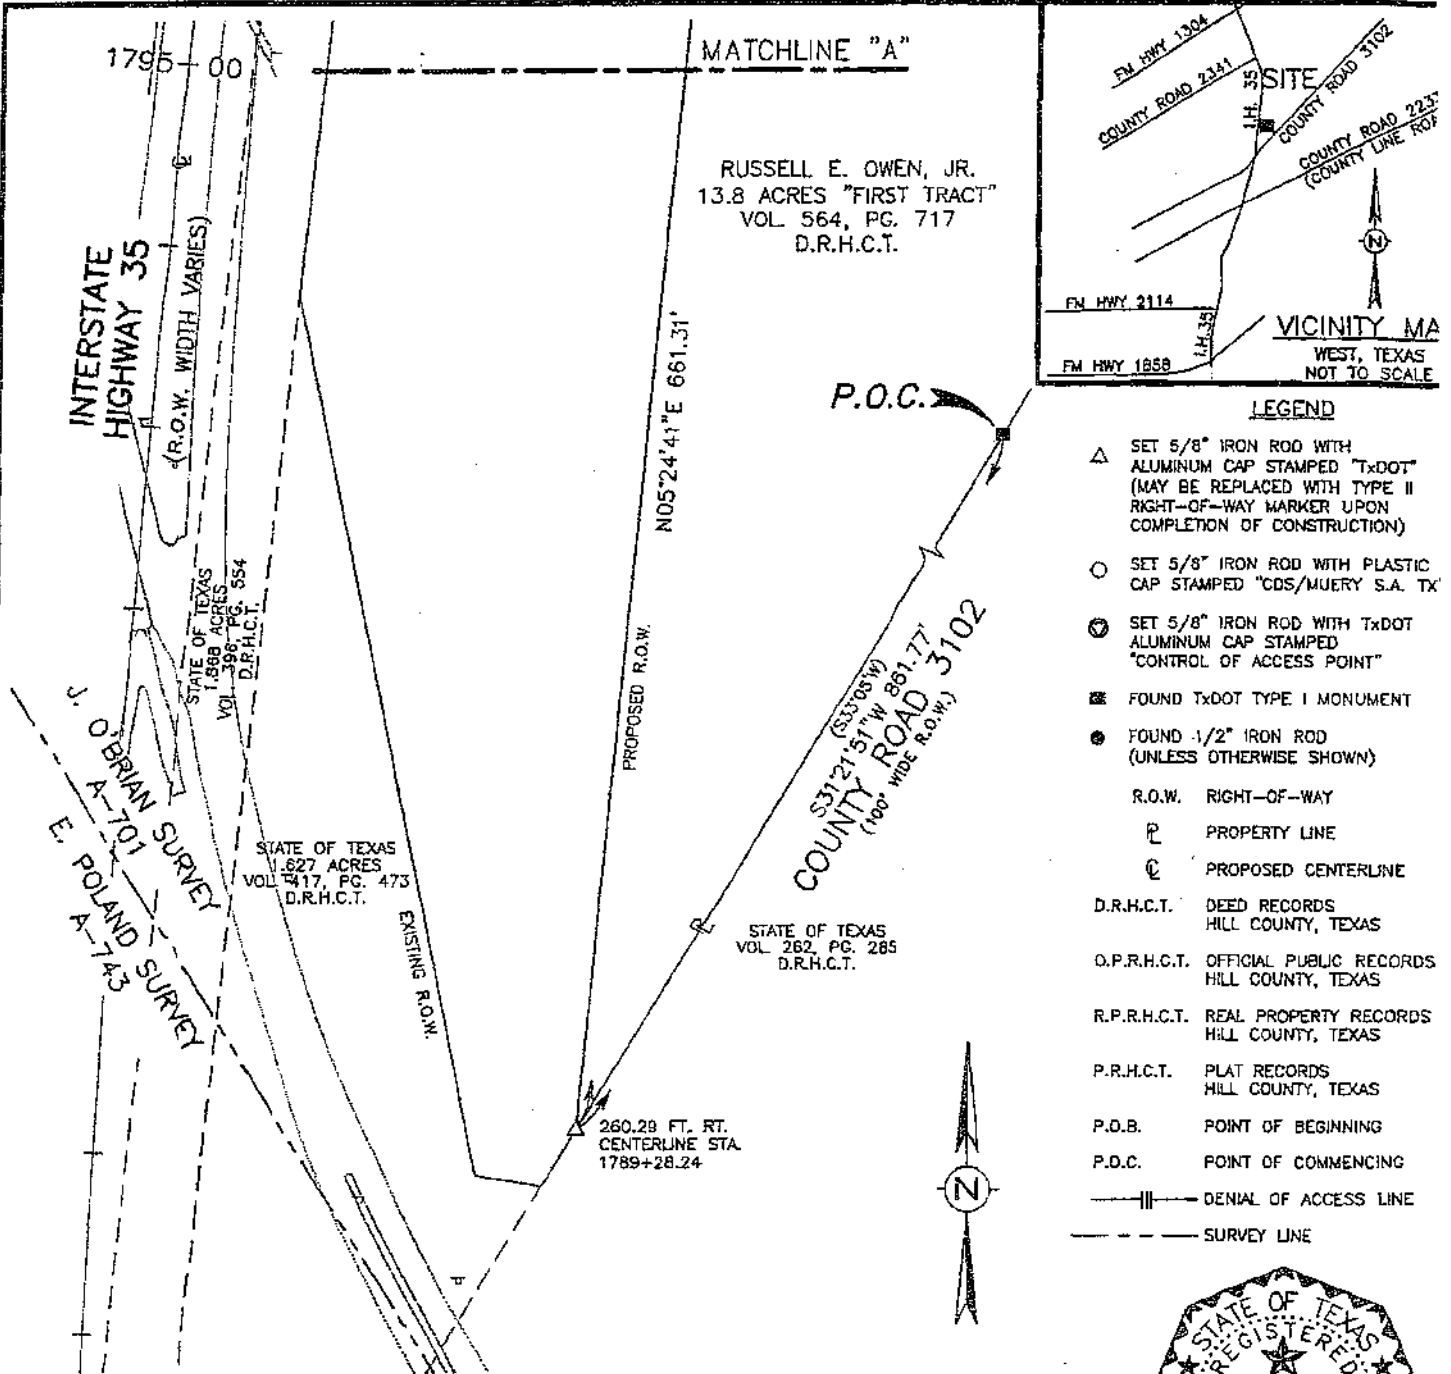 1795+00
MATCHLINE "A"
RUSSELL E. OWEN, JR.
13.8 ACRES "FIRST TRACT"
VOL. 564, PG. 717
D.R.H.C.T.
INTERSTATE
HIGHWAY 35
(R.O.W. WIDTH VARIES)
N05°24'41"E 661.31'
PROPOSED R.O.W.
P.O.C.
STATE OF TEXAS
1.868 ACRES
VOL. 396, PG. 554
D.R.H.C.T.
J. O'BRIAN SURVEY
A-701
E. POLAND SURVEY
A-743
STATE OF TEXAS
VOL. 417, PG. 473
D.R.H.C.T.
EXISTING R.O.W.
(S33°05'W)
S31°21'51"W 861.77'
COUNTY ROAD 3102
(100' WIDE R.O.W.)
STATE OF TEXAS
VOL. 262, PG. 285
D.R.H.C.T.
260.29 FT. RT.
CENTERLINE STA.
1789+28.24
N
FM HWY 1304
COUNTY ROAD 2341
I.H. 35
SITE
COUNTY ROAD 3102
COUNTY ROAD
(COUNTY LINE
N
FM HWY 2114
I.H.35
FM HWY 1858
VICINITY MA
WEST, TEXAS
NOT TO SCALE
LEGEND
SET 5/8" IRON ROD WITH
ALUMINUM CAP STAMPED "TxDOT"
(MAY BE REPLACED WITH TYPE II
RIGHT-OF-WAY MARKER UPON
COMPLETION OF CONSTRUCTION)
SET 5/8" IRON ROD WITH PLASTIC
CAP STAMPED "CDS/MUERY S.A. TX"
SET 5/8" IRON ROD WITH TxDOT
ALUMINUM CAP STAMPED
"CONTROL OF ACCESS POINT"
FOUND TxDOT TYPE I MONUMENT
FOUND 1/2" IRON ROD
(UNLESS OTHERWISE SHOWN)
R.O.W. RIGHT-OF-WAY
PL PROPERTY LINE
CL PROPOSED CENTERLINE
D.R.H.C.T. DEED RECORDS
HILL COUNTY, TEXAS
O.P.R.H.C.T. OFFICIAL PUBLIC RECORDS
HILL COUNTY, TEXAS
R.P.R.H.C.T. REAL PROPERTY RECORDS
HILL COUNTY, TEXAS
P.R.H.C.T. PLAT RECORDS
HILL COUNTY, TEXAS
P.O.B. POINT OF BEGINNING
P.O.C. POINT OF COMMENCING
DENIAL OF ACCESS LINE
SURVEY LINE
STATE OF TEXAS
REGISTERED